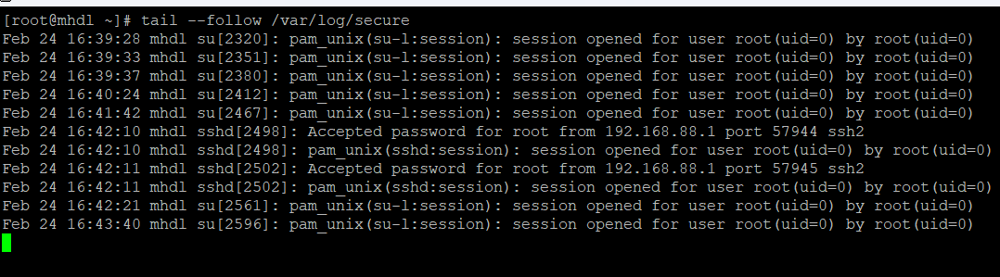 [root@mhdl ~]# tail --follow /var/log/secure
Feb 24 16:39:28 mhdl su[2320]: pam_unix(su-l:session): session opened for user root(uid=0) by root(uid=0)
Feb 24 16:39:33 mhdl su[2351]: pam_unix(su-l:session): session opened for user root(uid=0) by root(uid=0)
Feb 24 16:39:37 mhdl su[2380]: pam_unix(su-l:session): session opened for user root(uid=0) by root(uid=0)
Feb 24 16:40:24 mhdl su[2412]: pam_unix(su-l:session): session opened for user root(uid=0) by root(uid=0)
Feb 24 16:41:42 mhdl su[2467]: pam_unix(su-l:session): session opened for user root(uid=0) by root(uid=0)
Feb 24 16:42:10 mhdl sshd[2498]: Accepted password for root from 192.168.88.1 port 57944 ssh2
Feb 24 16:42:10 mhdl sshd[2498]: pam_unix(sshd:session): session opened for user root(uid=0) by root(uid=0)
Feb 24 16:42:11 mhdl sshd[2502]: Accepted password for root from 192.168.88.1 port 57945 ssh2
Feb 24 16:42:11 mhdl sshd[2502]: pam_unix(sshd:session): session opened for user root(uid=0) by root(uid=0)
Feb 24 16:42:21 mhdl su[2561]: pam_unix(su-l:session): session opened for user root(uid=0) by root(uid=0)
Feb 24 16:43:40 mhdl su[2596]: pam_unix(su-l:session): session opened for user root(uid=0) by root(uid=0)